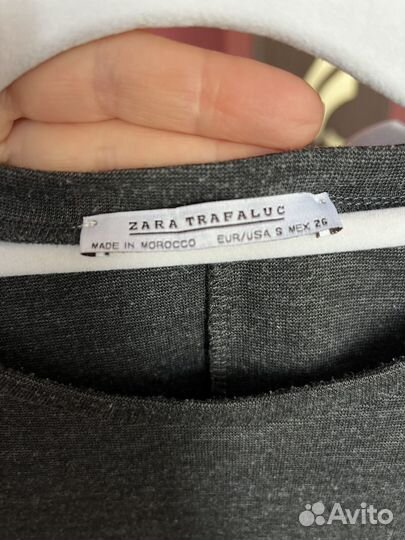 ZARA TRAFALUC
MADE IN MOROCCO EUR/USA S MEX 26
Avito